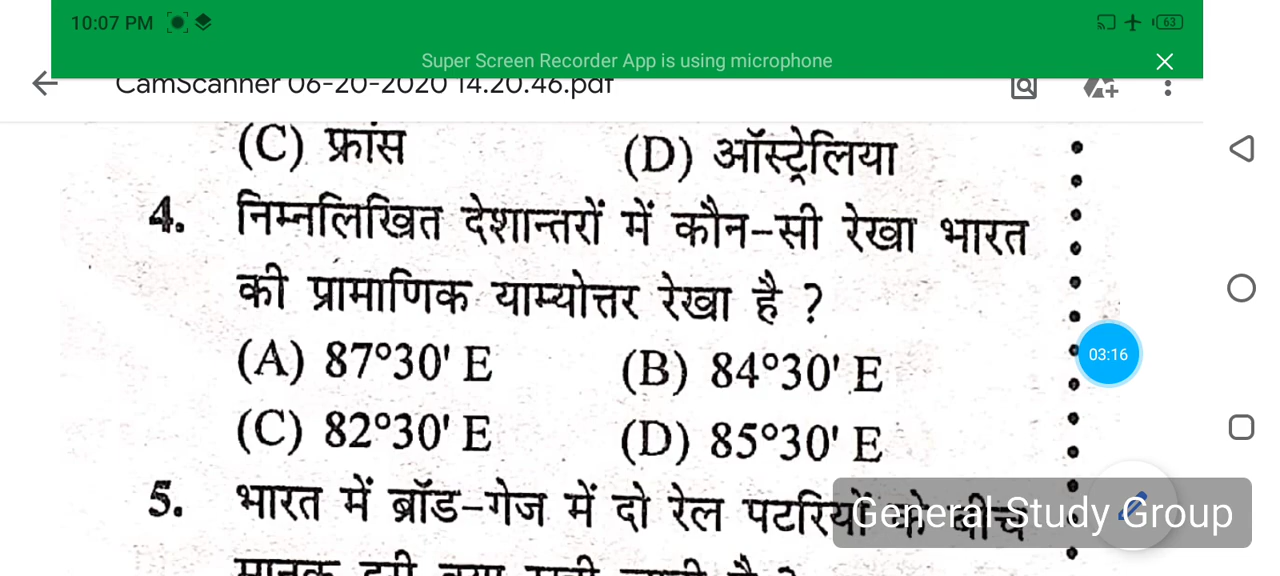 10:07 PM
63
Super Screen Recorder App is using microphone
CamScanner 06-20-2020 14.20.46.pdf
(C) फ्रांस (D) ऑस्ट्रेलिया
4. निम्नलिखित देशान्तरों में कौन-सी रेखा भारत
की प्रामाणिक याम्योत्तर रेखा है ?
(A) 87°30' E (B) 84°30' E
03:16
(C) 82°30' E (D) 85°30' E
5. भारत में ब्रॉड-गेज में दो रेल पटरियों के बीच
General Study Group